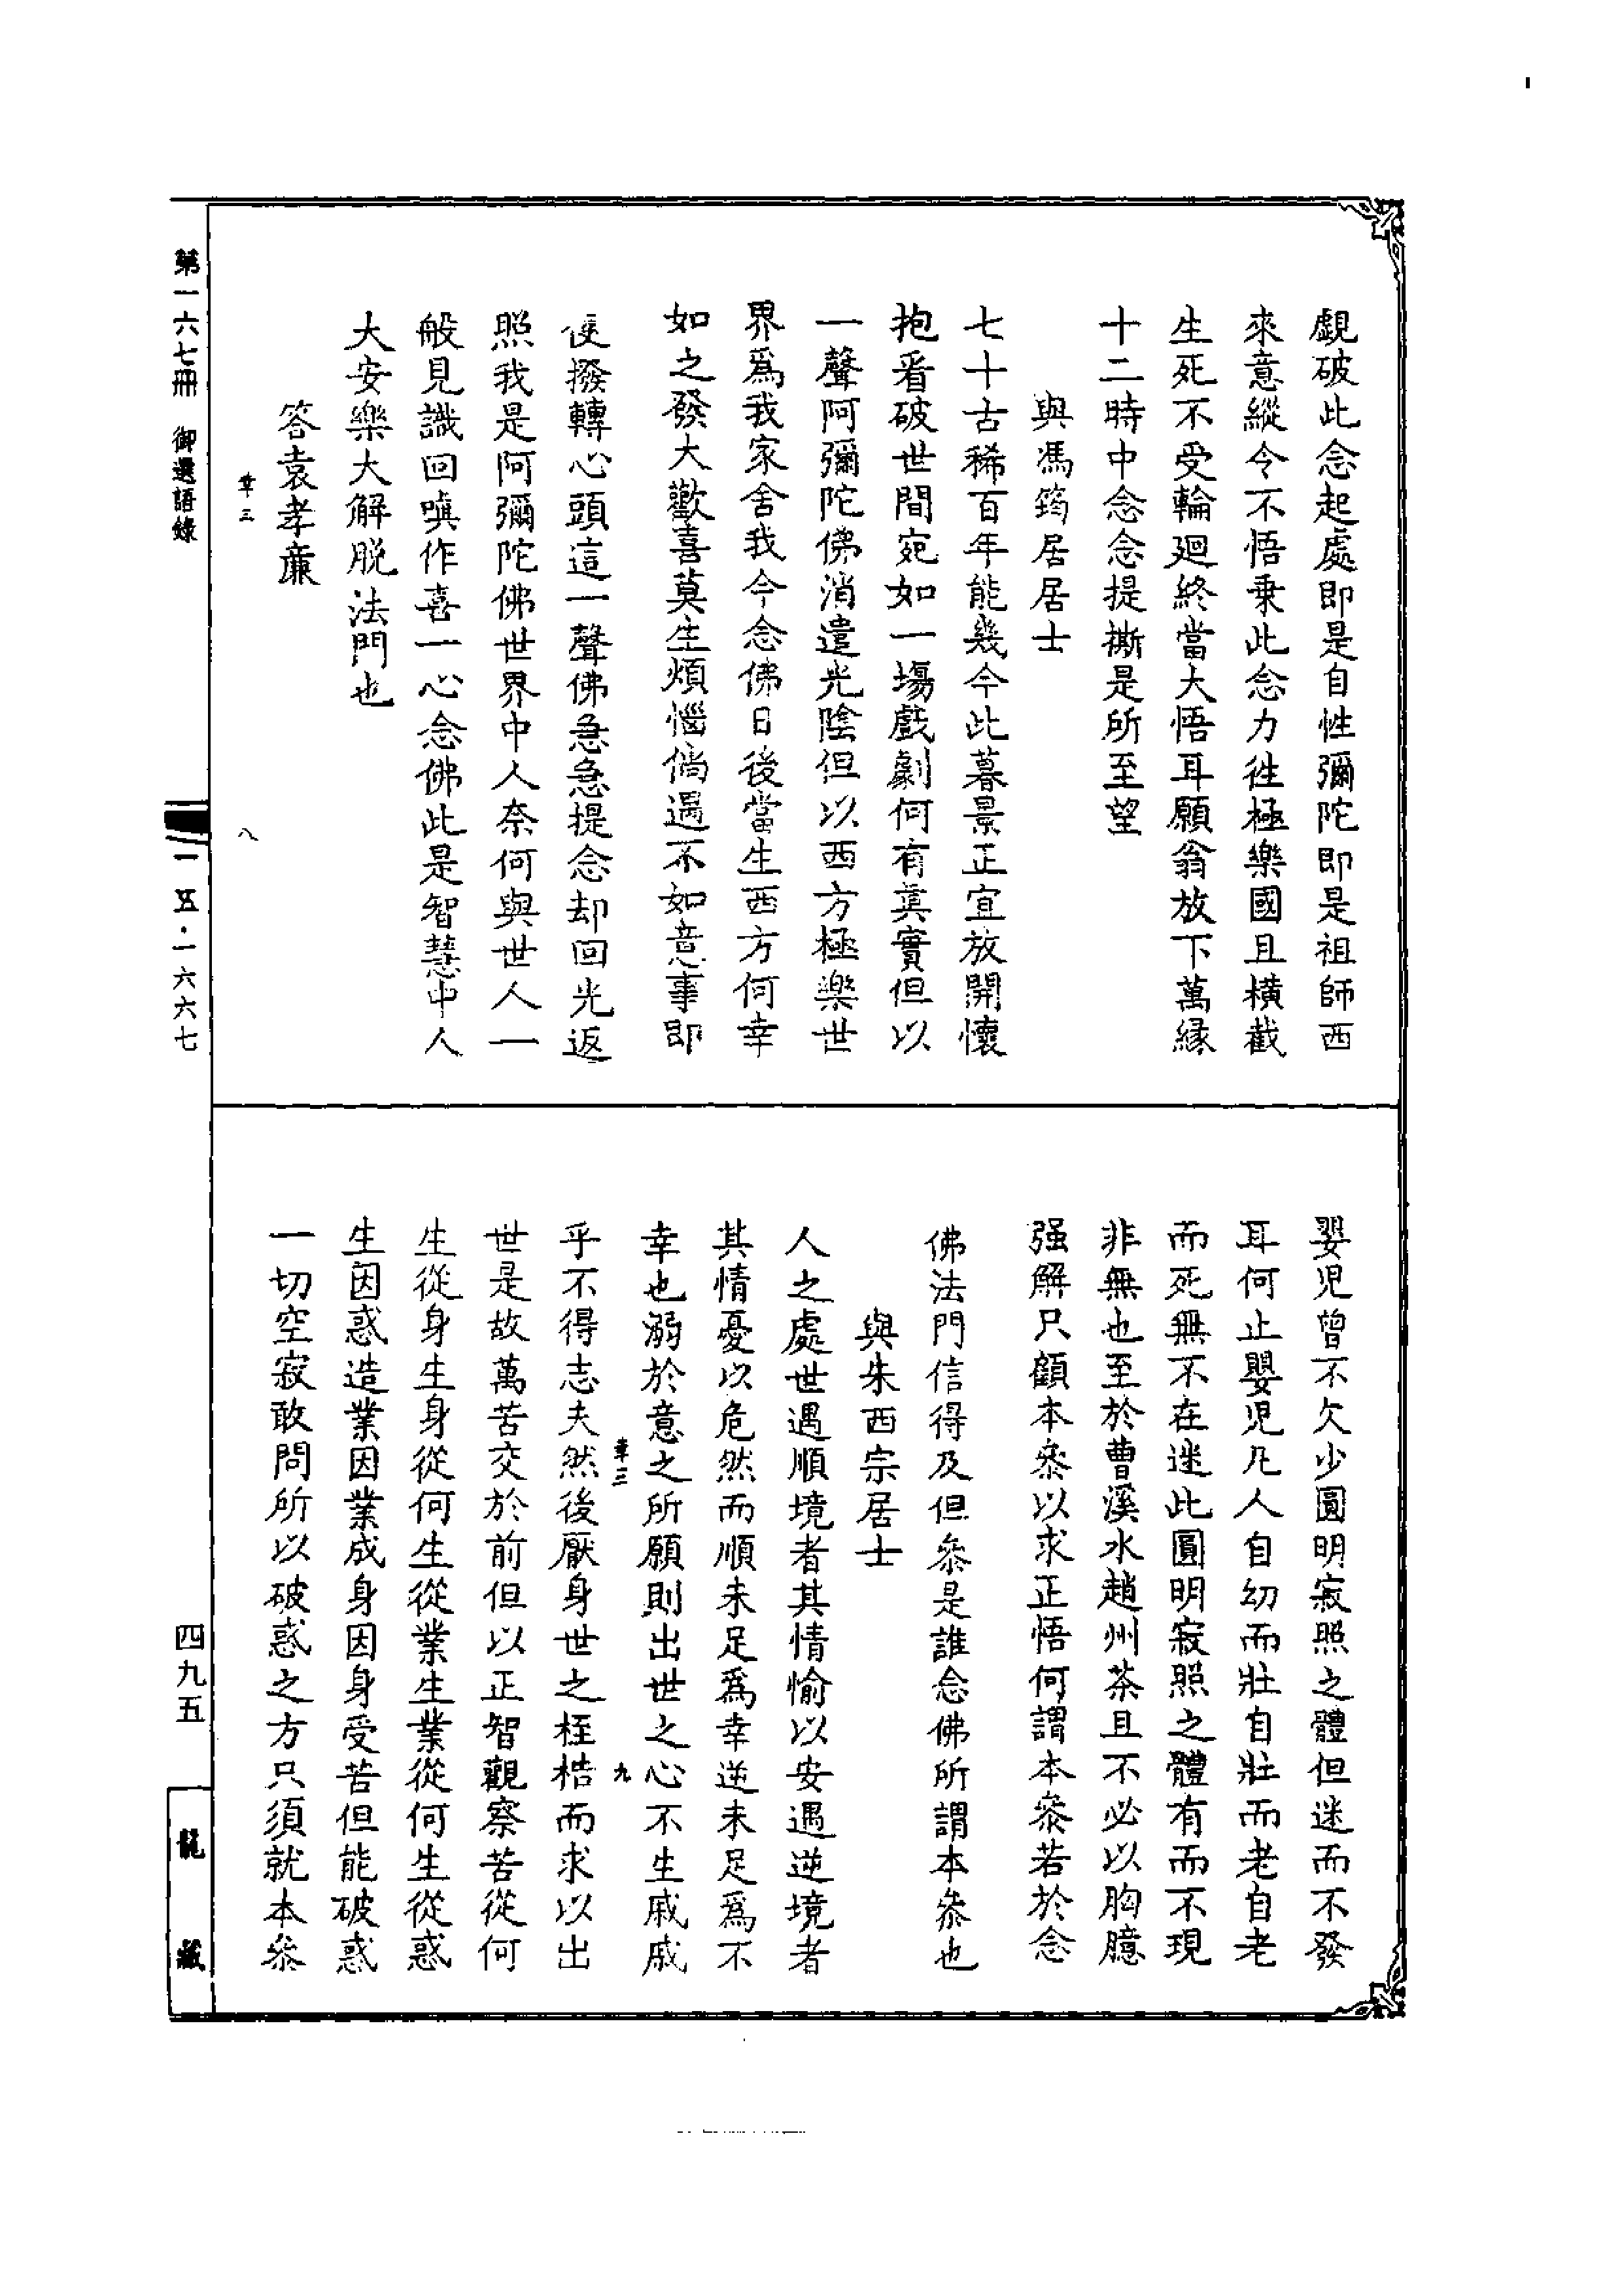 覰破此念起處即是自性彌陀即是祖師西
來意縱令不悟乗此念力徃極樂國且橫截
生死不受輪廻終當大悟耳願翁放下萬縁
十二時中念念提撕是所至望
與馮筠居居士
七十古稀百年能幾今此暮景正宜放開懷
抱看破世間宛如一塲戲劇何有眞實但以
一聲阿彌陀佛消遣光陰但以西方極樂世
界爲我家舍我今念佛日後當生西方何幸
如之發大歡喜莫生煩惱倘遇不如意事即
便撥轉心頭這一聲佛急急提念却回光返
照我是阿彌陀佛世界中人奈何與世人一
般見識回嗔作喜一心念佛此是智慧中人
大安樂大解脫法門也
答袁孝廉
幸三
八
嬰児曾不欠少圓明寂照之體但迷而不發
耳何止嬰児凡人自幼而壯自壯而老自老
而死無不在迷此圓明寂照之體有而不現
非無也至於曹溪水趙州茶且不必以胸臆
强解只顧本叅以求正悟何謂本叅若於念
佛法門信得及但叅是誰念佛所謂本叅也
與朱西宗居士
人之處世遇順境者其情愉以安遇逆境者
其情憂以危然而順未足爲幸逆未足爲不
幸也溺於意之所願則出世之心不生戚戚
幸三
九
乎不得志夫然後厭身世之桎梏而求以出
世是故萬苦交於前但以正智觀察苦從何
生從身生身從何生從業生業從何生從惑
生因惑造業因業成身因身受苦但能破惑
一切空寂敢問所以破惑之方只須就本叅
第一六七冊 御選語錄
一五·一六六七
四九五
龍藏